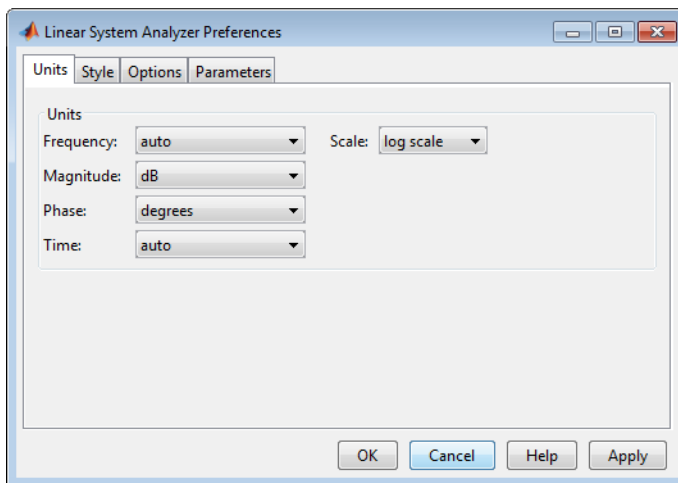 Linear System Analyzer Preferences
Units Style Options Parameters
Units
Frequency: auto Scale: log scale
Magnitude: dB
Phase: degrees
Time: auto
OK Cancel Help Apply